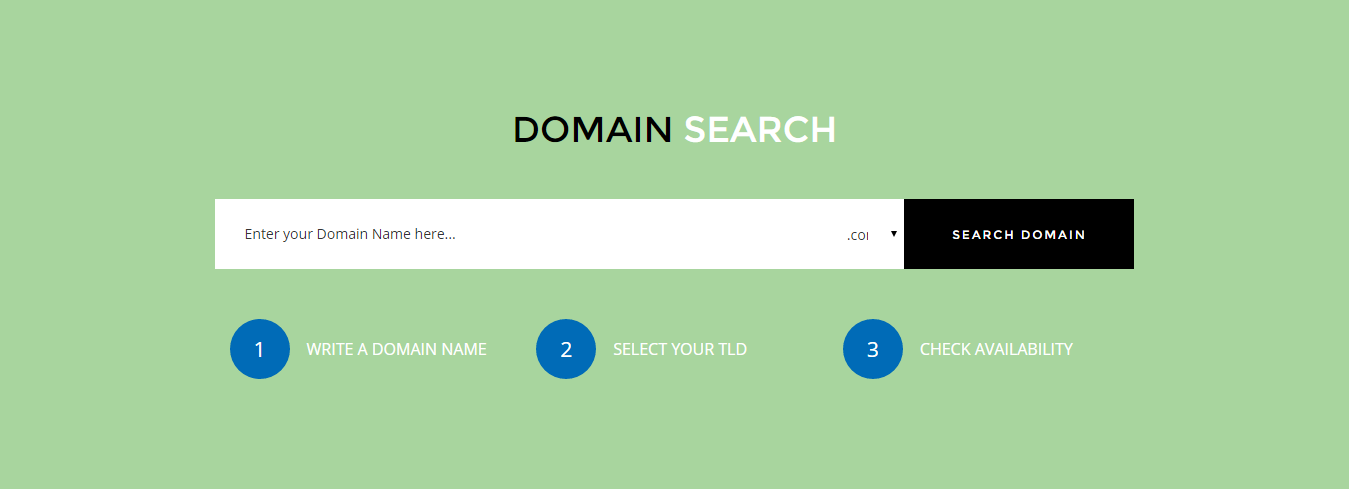 DOMAIN SEARCH
Enter your Domain Name here... .coı SEARCH DOMAIN
1 WRITE A DOMAIN NAME 2 SELECT YOUR TLD 3 CHECK AVAILABILITY